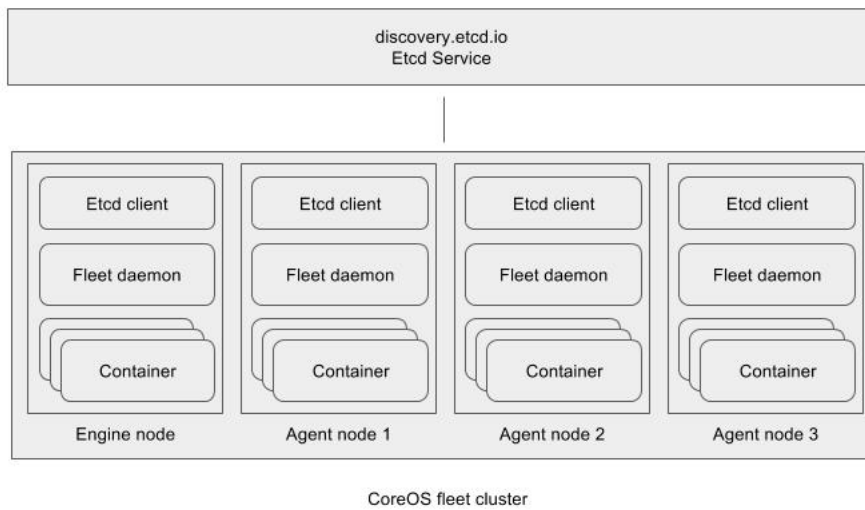 discovery.etcd.io
Etcd Service
Etcd client
Etcd client
Etcd client
Etcd client
Fleet daemon
Fleet daemon
Fleet daemon
Fleet daemon
Container
Container
Container
Container
Engine node
Agent node 1
Agent node 2
Agent node 3
CoreOS fleet cluster